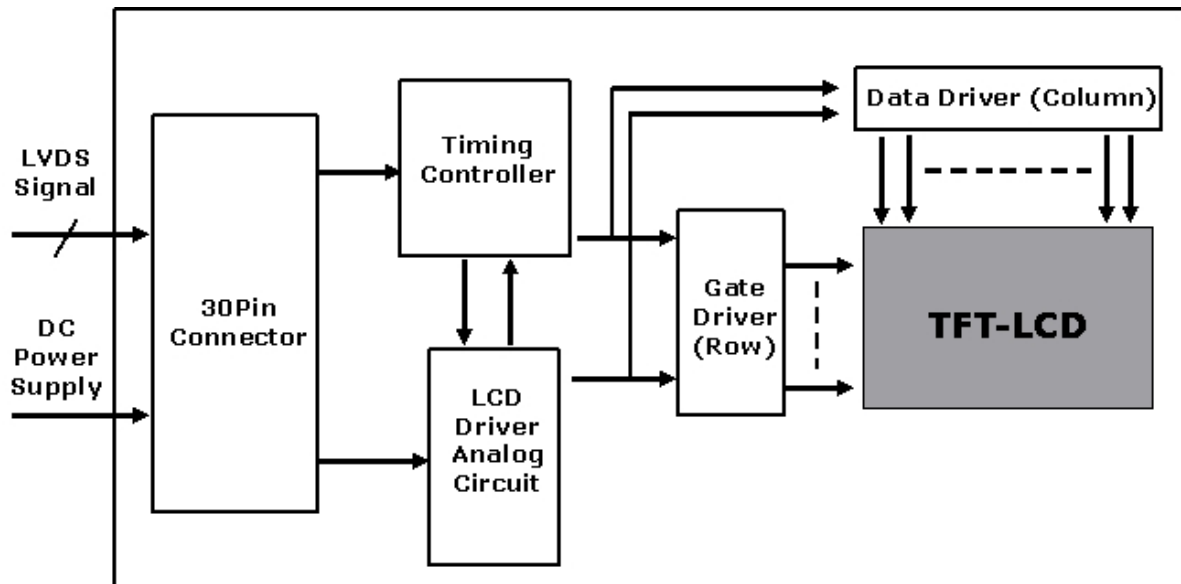 LVDS
Signal
DC
Power
Supply
30Pin
Connector
Timing
Controller
LCD
Driver
Analog
Circuit
Gate
Driver
(Row)
Data Driver (Column)
TFT-LCD